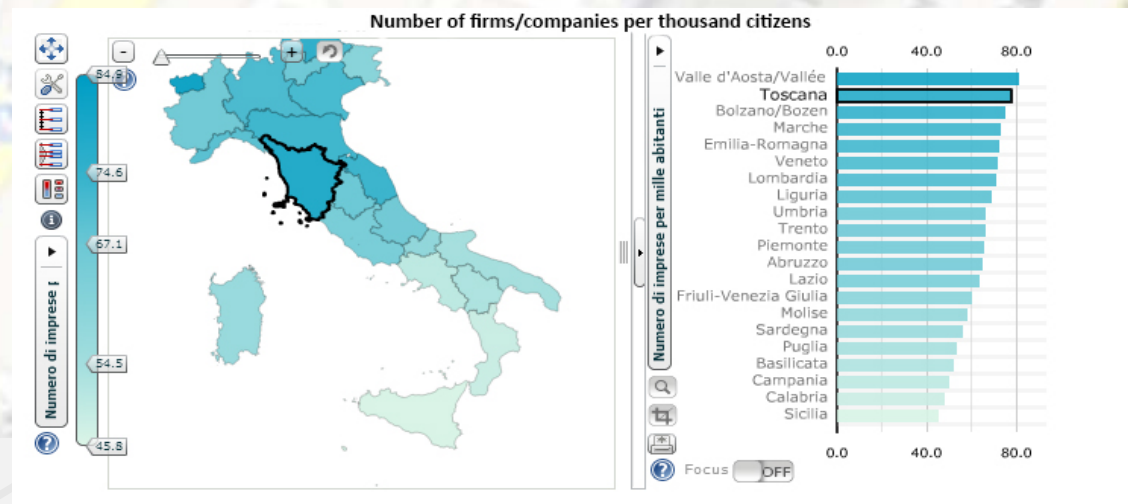 Number of firms/companies per thousand citizens
-
+
84.9
74.6
67.1
54.5
45.8
Numero di imprese p
Numero di imprese per mille abitanti
0.0 40.0 80.0
Valle d'Aosta/Vallée
Toscana
Bolzano/Bozen
Marche
Emilia-Romagna
Veneto
Lombardia
Liguria
Umbria
Trento
Piemonte
Abruzzo
Lazio
Friuli-Venezia Giulia
Molise
Sardegna
Puglia
Basilicata
Campania
Calabria
Sicilia
0.0 40.0 80.0
Focus OFF